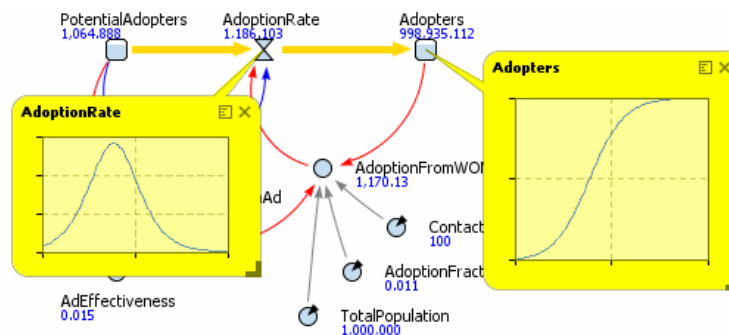 PotentialAdopters
1,064.888
AdoptionRate
1,186.103
Adopters
998,935.112
AdoptionRate
Adopters
AdoptionFromWOM
1,170.13
nAd
Contact
100
AdoptionFract
0.011
AdEffectiveness
0.015
TotalPopulation
1,000,000